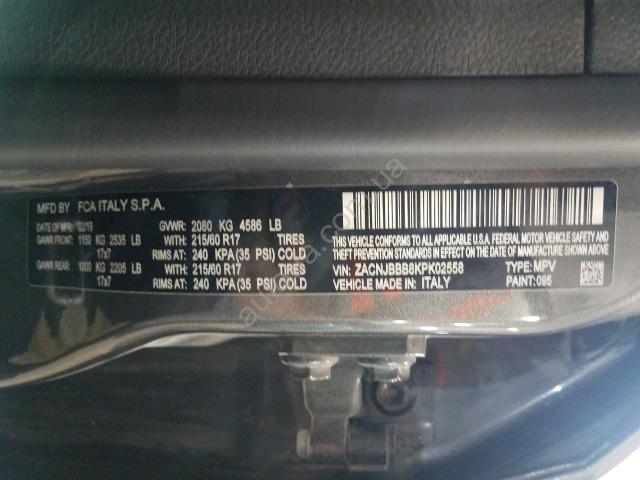 MFD BY FCA ITALY S.P.A.
DATE OF MFR 02/19 GVWR: 2080 KG 4586 LB
GAWR FRONT: 1150 KG 2535 LB WITH: 215/60 R17 TIRES
17x7 RIMS AT: 240 KPA (35 PSI) COLD
GAWR REAR: 1000 KG 2205 LB WITH: 215/60 R17 TIRES
17x7 RIMS AT: 240 KPA (35 PSI) COLD
THIS VEHICLE CONFORMS TO ALL APPLICABLE U.S.A. FEDERAL MOTOR VEHICLE SAFETY, BUMPER, AND
THEFT PREVENTION STANDARDS IN EFFECT ON THE DATE OF MANUFACTURE SHOWN ABOVE
VIN: ZACNJBBB8KPK02558 TYPE: MPV
VEHICLE MADE IN: ITALY PAINT: 095